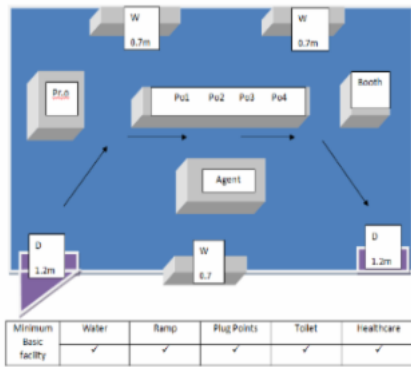 W
0.7m
W
0.7m
Pr.o
Po1 Po2 Po3 Po4
Booth
Agent
D
1.2m
W
0.7
D
1.2m
Minimum Basic facility Water Ramp Plug Points Toilet Healthcare
✓ ✓ ✓ ✓ ✓